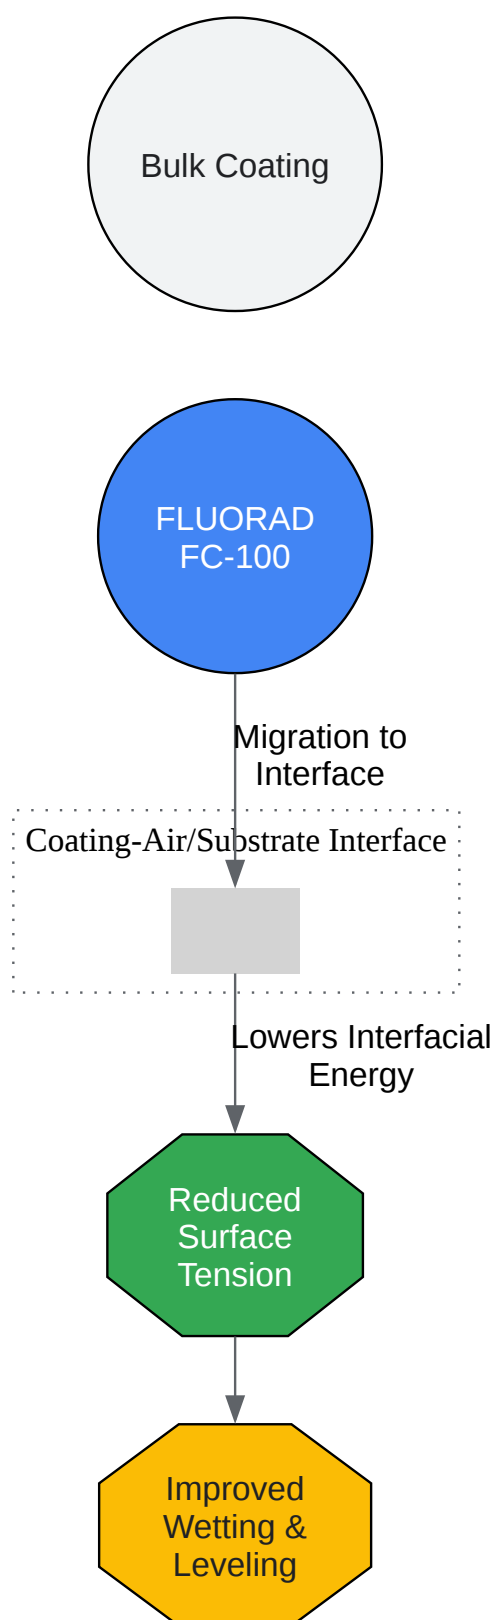 Bulk Coating
FLUORAD
FC-100
Migration to
Interface
Coating-Air/Substrate Interface
Lowers Interfacial
Energy
Reduced
Surface
Tension
Improved
Wetting &
Leveling